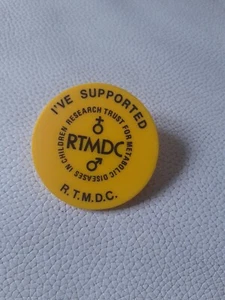 I'VE SUPPORTED
RESEARCH TRUST FOR METABOLIC DISEASES IN CHILDREN
RTMDC
R.T.M.D.C.